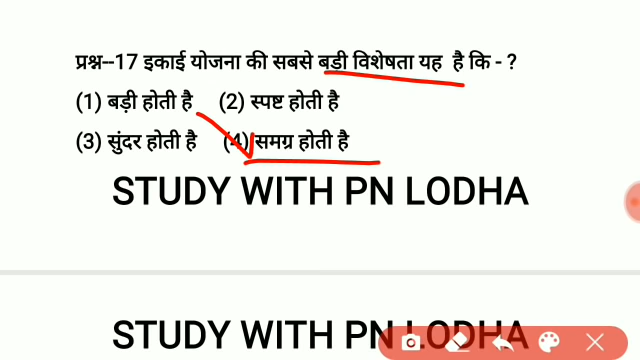 प्रश्न--17 इकाई योजना की सबसे बडी विशेषता यह है कि - ?
(1) बड़ी होती है (2) स्पष्ट होती है
(3) सुंदर होती है (4) समग्र होती है
STUDY WITH PN LODHA
STUDY WITH PN LODHA